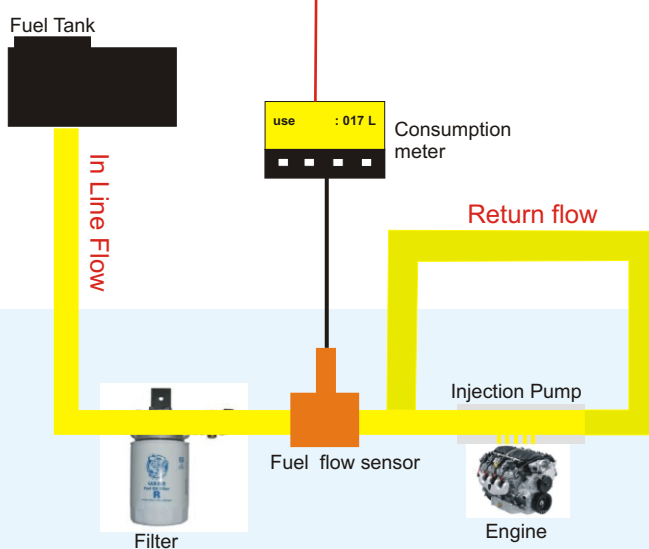 Fuel Tank
use : 017 L
Consumption
meter
In Line Flow
Return flow
Injection Pump
Fuel flow sensor
R
Filter
Engine